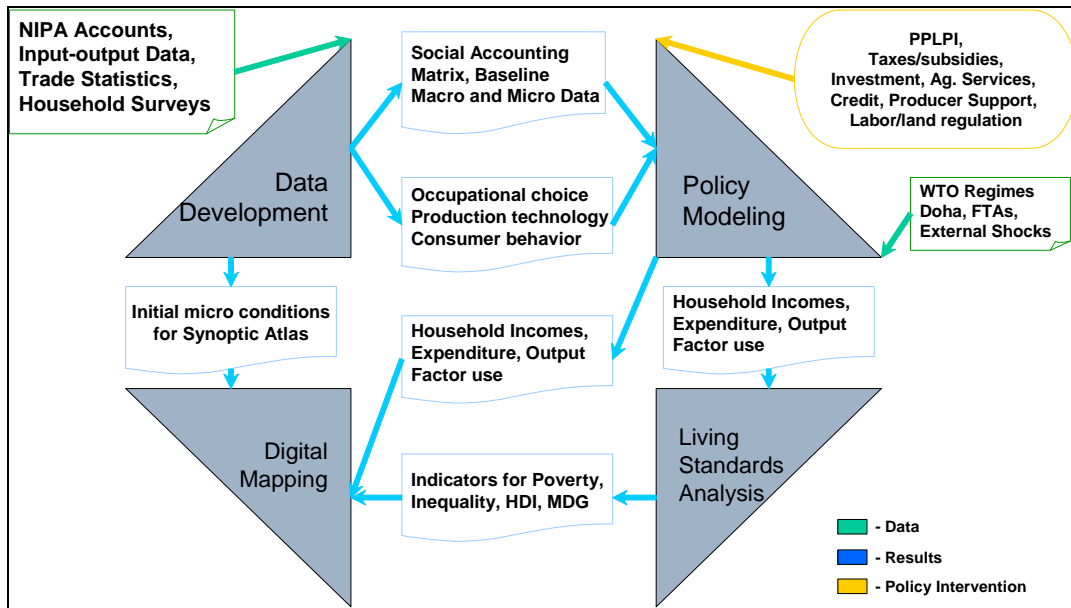 NIPA Accounts,
Input-output Data,
Trade Statistics,
Household Surveys
Social Accounting
Matrix, Baseline
Macro and Micro Data
PPLPI,
Taxes/subsidies,
Investment, Ag. Services,
Credit, Producer Support,
Labor/land regulation
Data
Development
Occupational choice
Production technology
Consumer behavior
Policy
Modeling
WTO Regimes
Doha, FTAs,
External Shocks
Initial micro conditions
for Synoptic Atlas
Household Incomes,
Expenditure, Output
Factor use
Household Incomes,
Expenditure, Output
Factor use
Digital
Mapping
Indicators for Poverty,
Inequality, HDI, MDG
Living
Standards
Analysis
- Data
- Results
- Policy Intervention